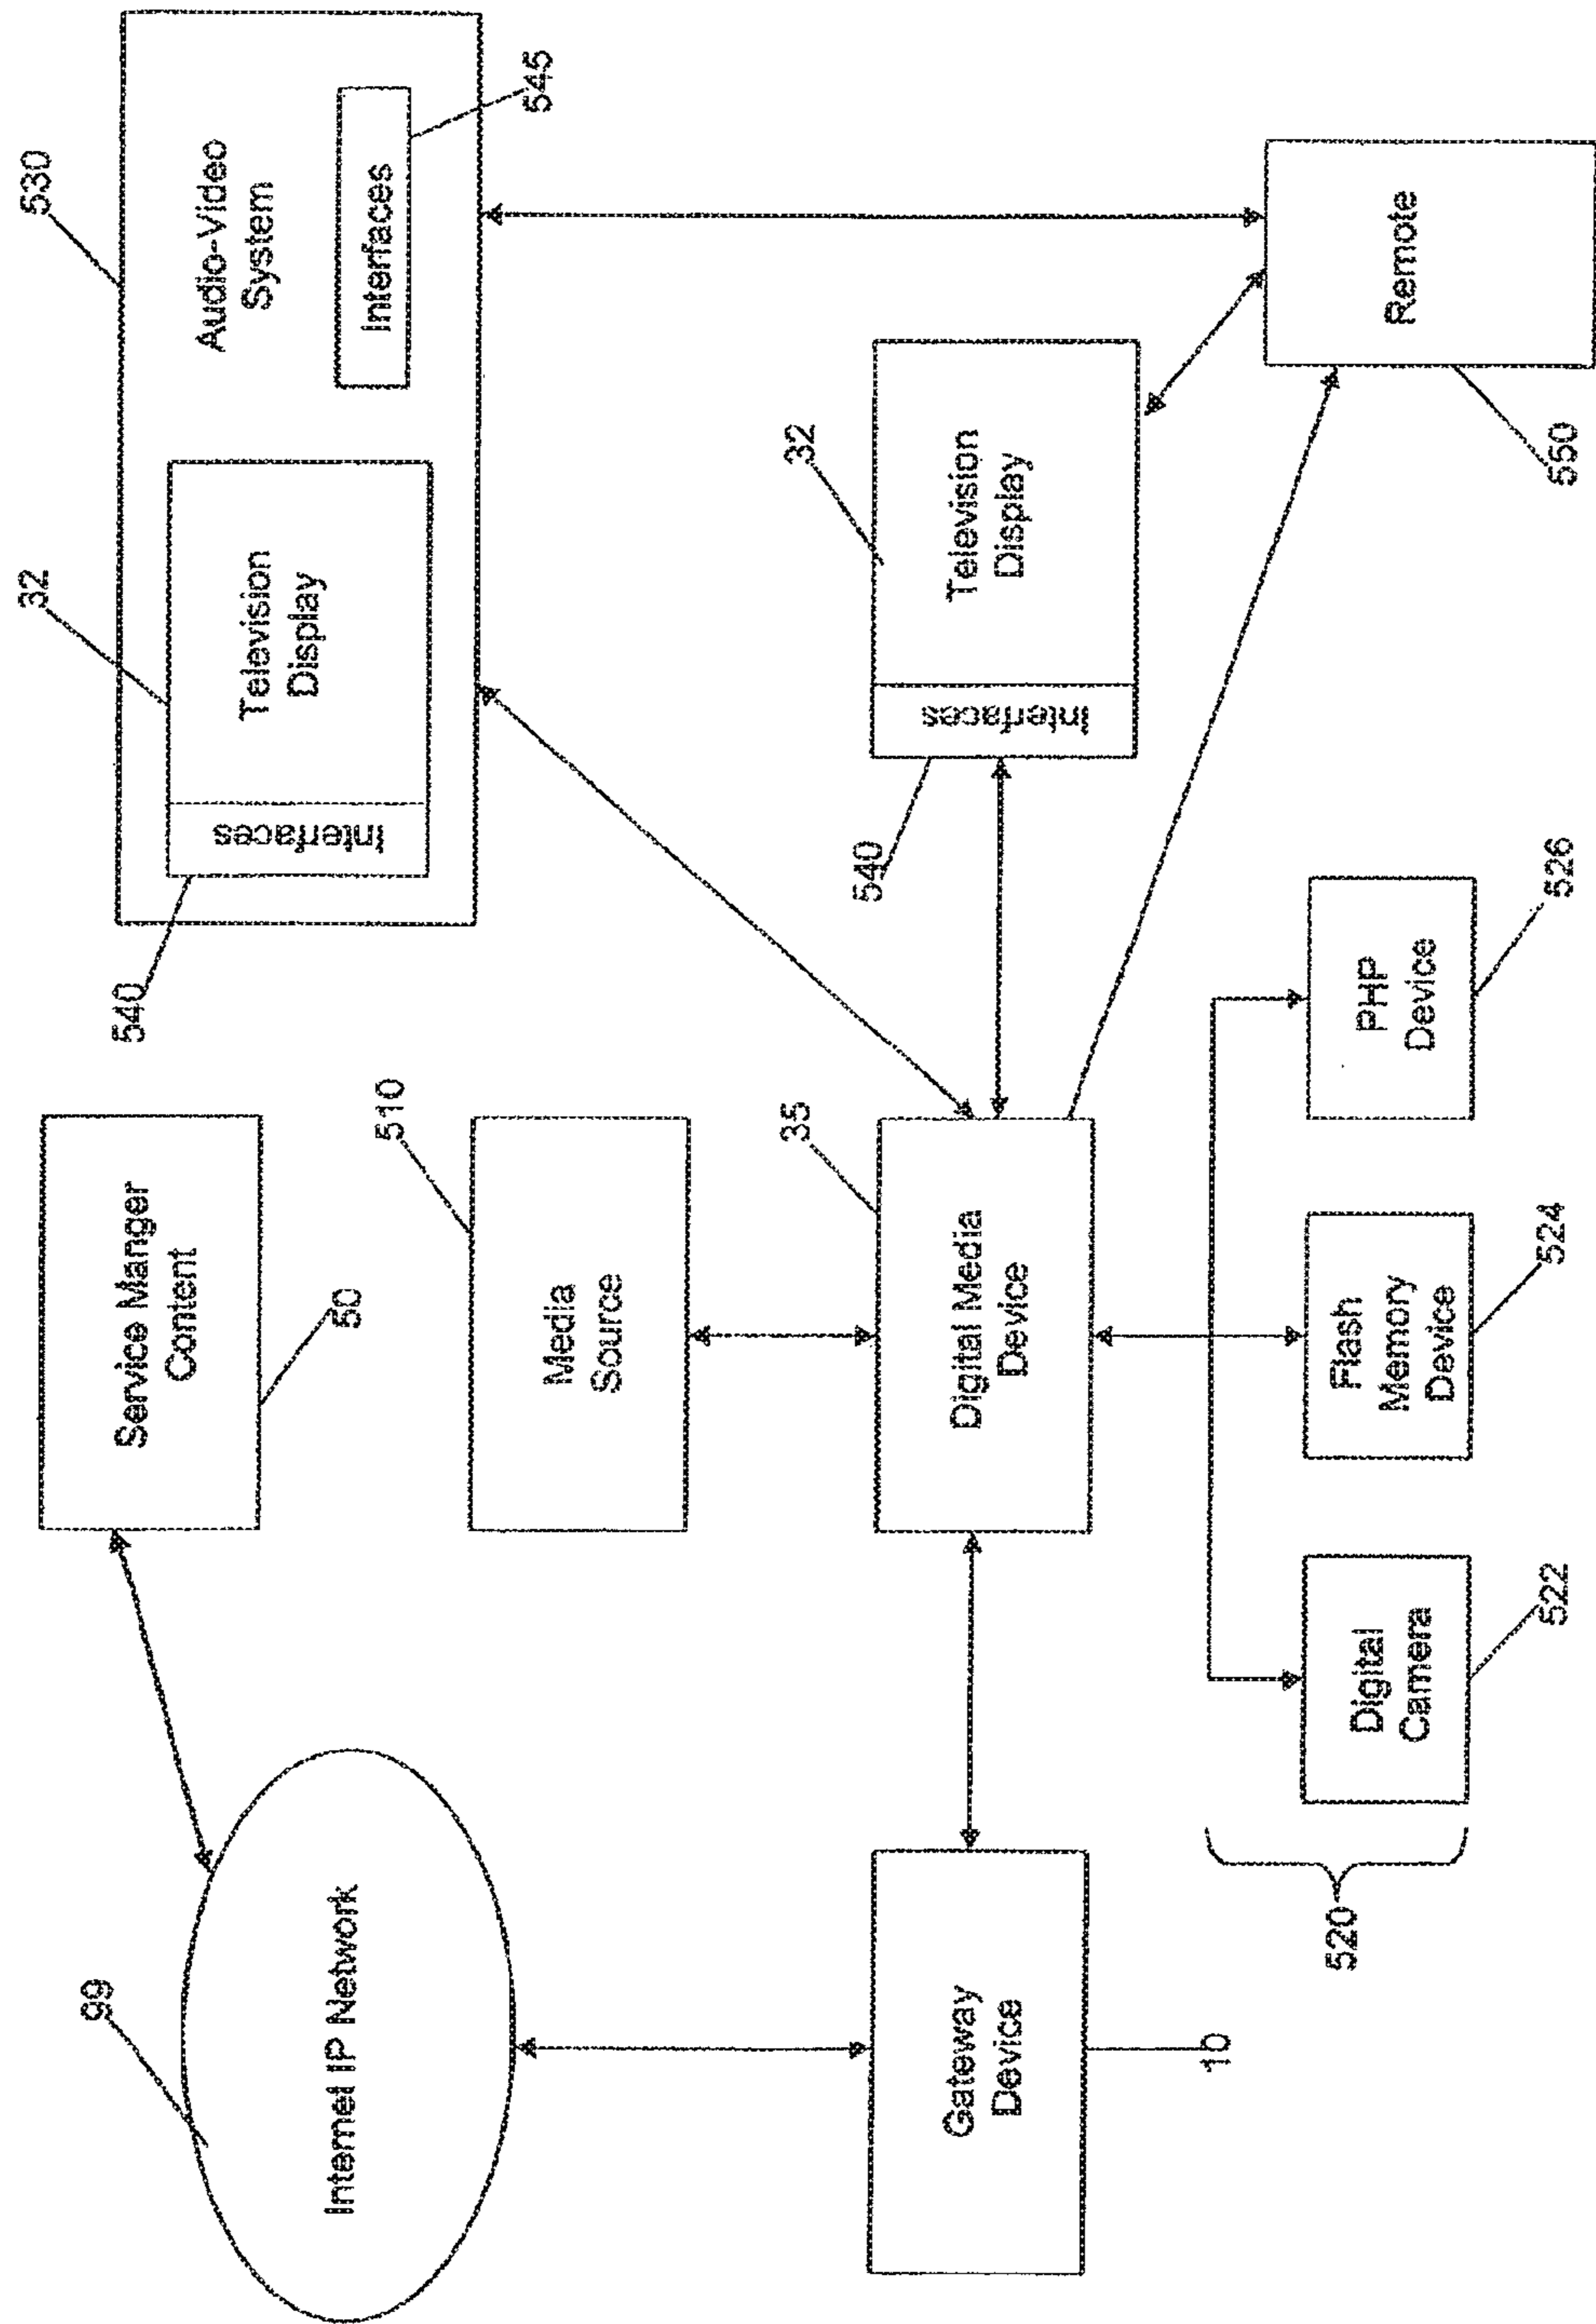 99
Internet IP Network
Service Manger
Content
50
540
Interfaces
32
Television
Display
530
Audio-Video
System
Interfaces
545
510
Media
Source
Gateway
Device
10
35
Digital Media
Device
540
Interfaces
32
Television
Display
520
Digital
Camera
522
Flash
Memory
Device
524
PHP
Device
526
Remote
550